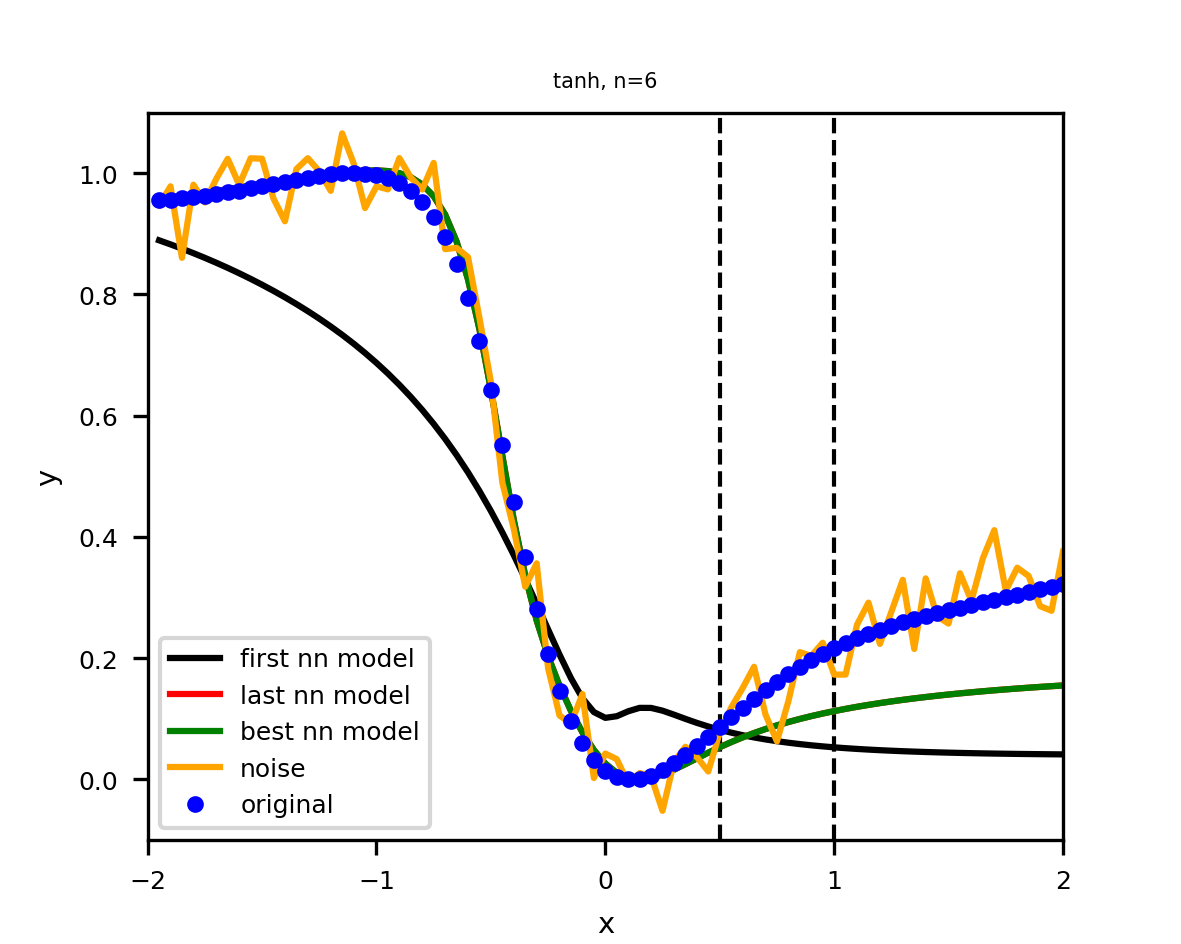 tanh, n=6
1.0
0.8
0.6
0.4
0.2
0.0
y
first nn model
last nn model
best nn model
noise
original
−2
−1
0
1
2
x